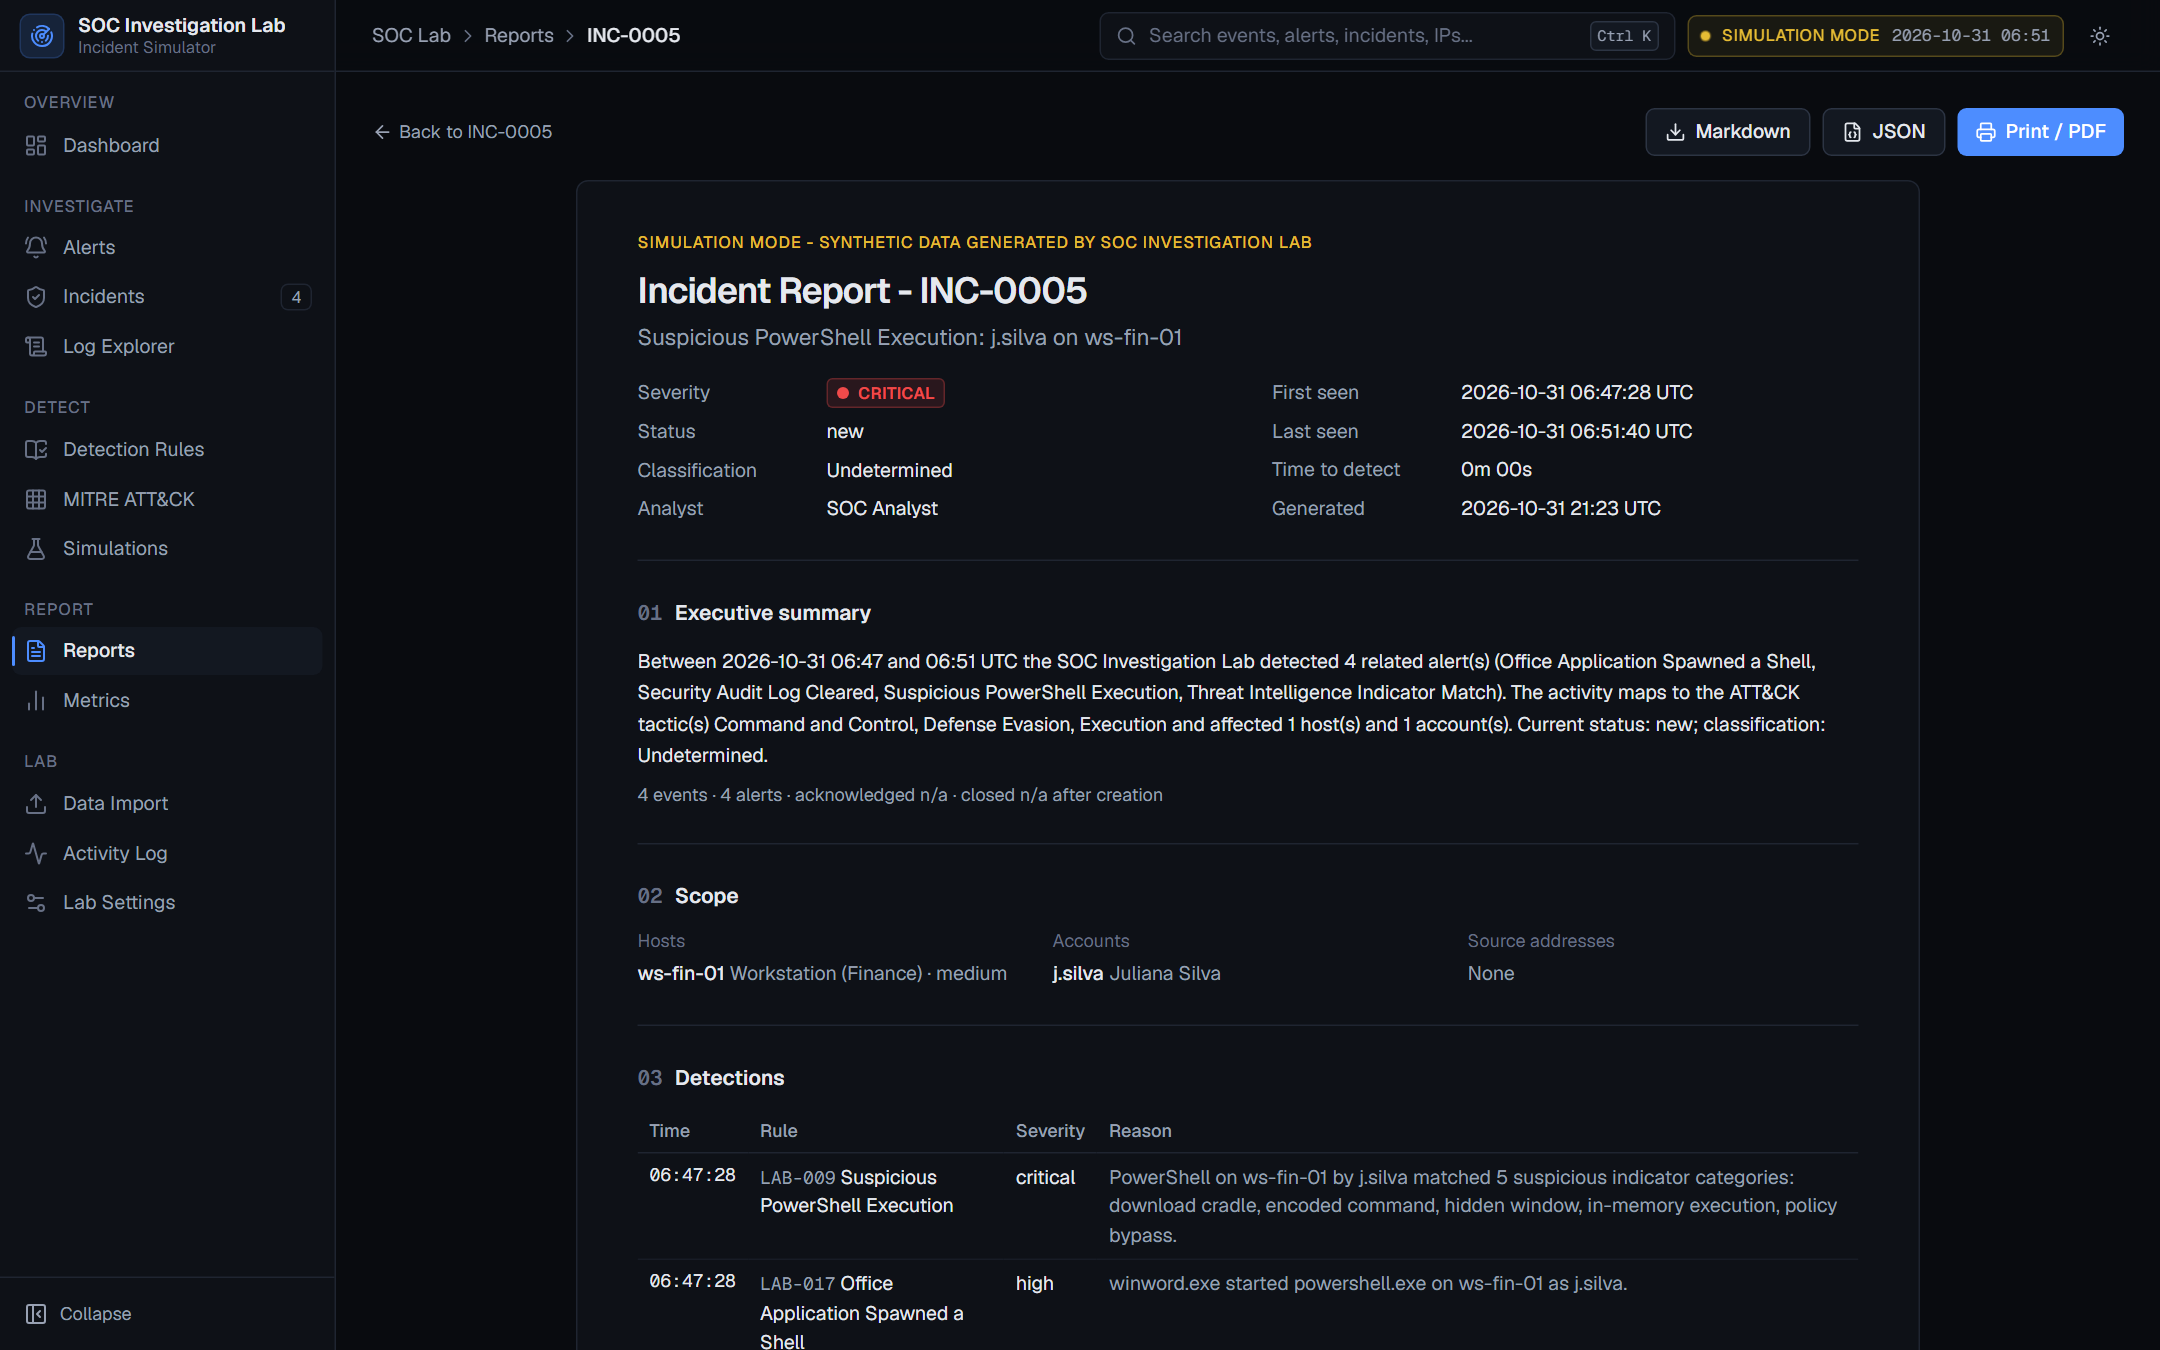 SOC Investigation Lab
Incident Simulator
OVERVIEW
Dashboard
INVESTIGATE
Alerts
Incidents 4
Log Explorer
DETECT
Detection Rules
MITRE ATT&CK
Simulations
REPORT
Reports
Metrics
LAB
Data Import
Activity Log
Lab Settings
Collapse
SOC Lab > Reports > INC-0005
Search events, alerts, incidents, IPs... Ctrl K
SIMULATION MODE 2026-10-31 06:51
← Back to INC-0005
Markdown
JSON
Print / PDF
SIMULATION MODE - SYNTHETIC DATA GENERATED BY SOC INVESTIGATION LAB
Incident Report - INC-0005
Suspicious PowerShell Execution: j.silva on ws-fin-01
Severity CRITICAL
Status new
Classification Undetermined
Analyst SOC Analyst
First seen 2026-10-31 06:47:28 UTC
Last seen 2026-10-31 06:51:40 UTC
Time to detect 0m 00s
Generated 2026-10-31 21:23 UTC
01 Executive summary
Between 2026-10-31 06:47 and 06:51 UTC the SOC Investigation Lab detected 4 related alert(s) (Office Application Spawned a Shell,
Security Audit Log Cleared, Suspicious PowerShell Execution, Threat Intelligence Indicator Match). The activity maps to the ATT&CK
tactic(s) Command and Control, Defense Evasion, Execution and affected 1 host(s) and 1 account(s). Current status: new; classification:
Undetermined.
4 events · 4 alerts · acknowledged n/a · closed n/a after creation
02 Scope
Hosts
ws-fin-01 Workstation (Finance) · medium
Accounts
j.silva Juliana Silva
Source addresses
None
03 Detections
Time Rule Severity Reason
06:47:28 LAB-009 Suspicious critical PowerShell on ws-fin-01 by j.silva matched 5 suspicious indicator categories:
PowerShell Execution download cradle, encoded command, hidden window, in-memory execution, policy
bypass.
06:47:28 LAB-017 Office high winword.exe started powershell.exe on ws-fin-01 as j.silva.
Application Spawned a
Shell